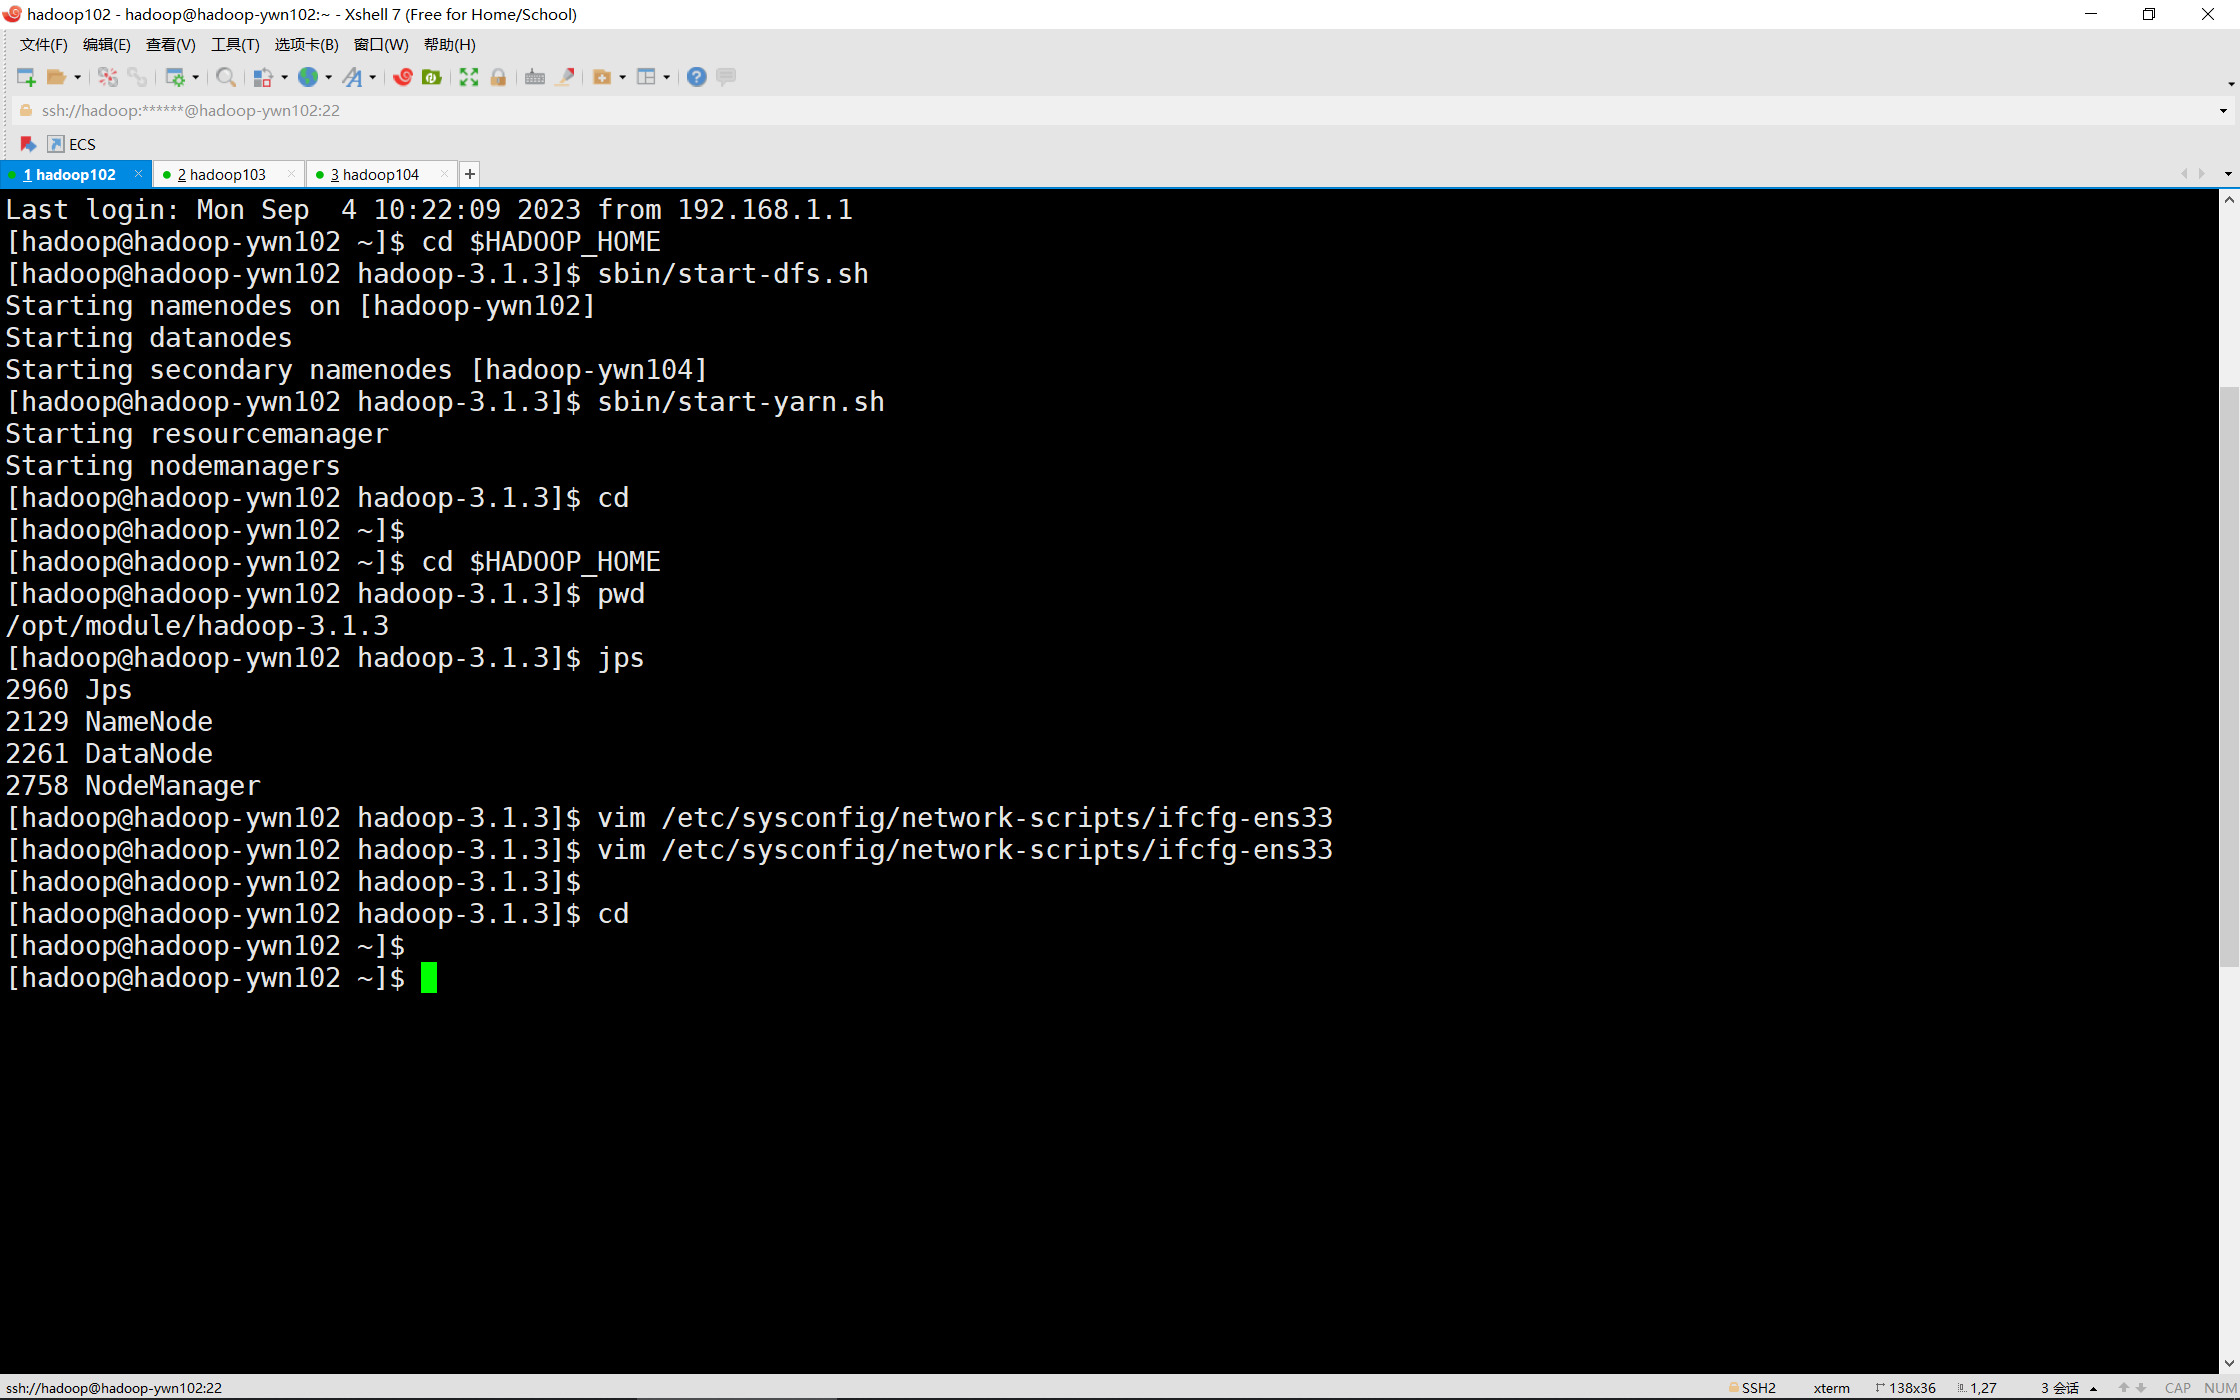 hadoop102 - hadoop@hadoop-ywn102:~ - Xshell 7 (Free for Home/School)
文件(F) 编辑(E) 查看(V) 工具(T) 选项卡(B) 窗口(W) 帮助(H)
ssh://hadoop:******@hadoop-ywn102:22
ECS
1 hadoop102 2 hadoop103 3 hadoop104 +
Last login: Mon Sep  4 10:22:09 2023 from 192.168.1.1
[hadoop@hadoop-ywn102 ~]$ cd $HADOOP_HOME
[hadoop@hadoop-ywn102 hadoop-3.1.3]$ sbin/start-dfs.sh
Starting namenodes on [hadoop-ywn102]
Starting datanodes
Starting secondary namenodes [hadoop-ywn104]
[hadoop@hadoop-ywn102 hadoop-3.1.3]$ sbin/start-yarn.sh
Starting resourcemanager
Starting nodemanagers
[hadoop@hadoop-ywn102 hadoop-3.1.3]$ cd
[hadoop@hadoop-ywn102 ~]$
[hadoop@hadoop-ywn102 ~]$ cd $HADOOP_HOME
[hadoop@hadoop-ywn102 hadoop-3.1.3]$ pwd
/opt/module/hadoop-3.1.3
[hadoop@hadoop-ywn102 hadoop-3.1.3]$ jps
2960 Jps
2129 NameNode
2261 DataNode
2758 NodeManager
[hadoop@hadoop-ywn102 hadoop-3.1.3]$ vim /etc/sysconfig/network-scripts/ifcfg-ens33
[hadoop@hadoop-ywn102 hadoop-3.1.3]$ vim /etc/sysconfig/network-scripts/ifcfg-ens33
[hadoop@hadoop-ywn102 hadoop-3.1.3]$
[hadoop@hadoop-ywn102 hadoop-3.1.3]$ cd
[hadoop@hadoop-ywn102 ~]$
[hadoop@hadoop-ywn102 ~]$
ssh://hadoop@hadoop-ywn102:22 SSH2 xterm 138x36 1,27 3 会话 CAP NUM